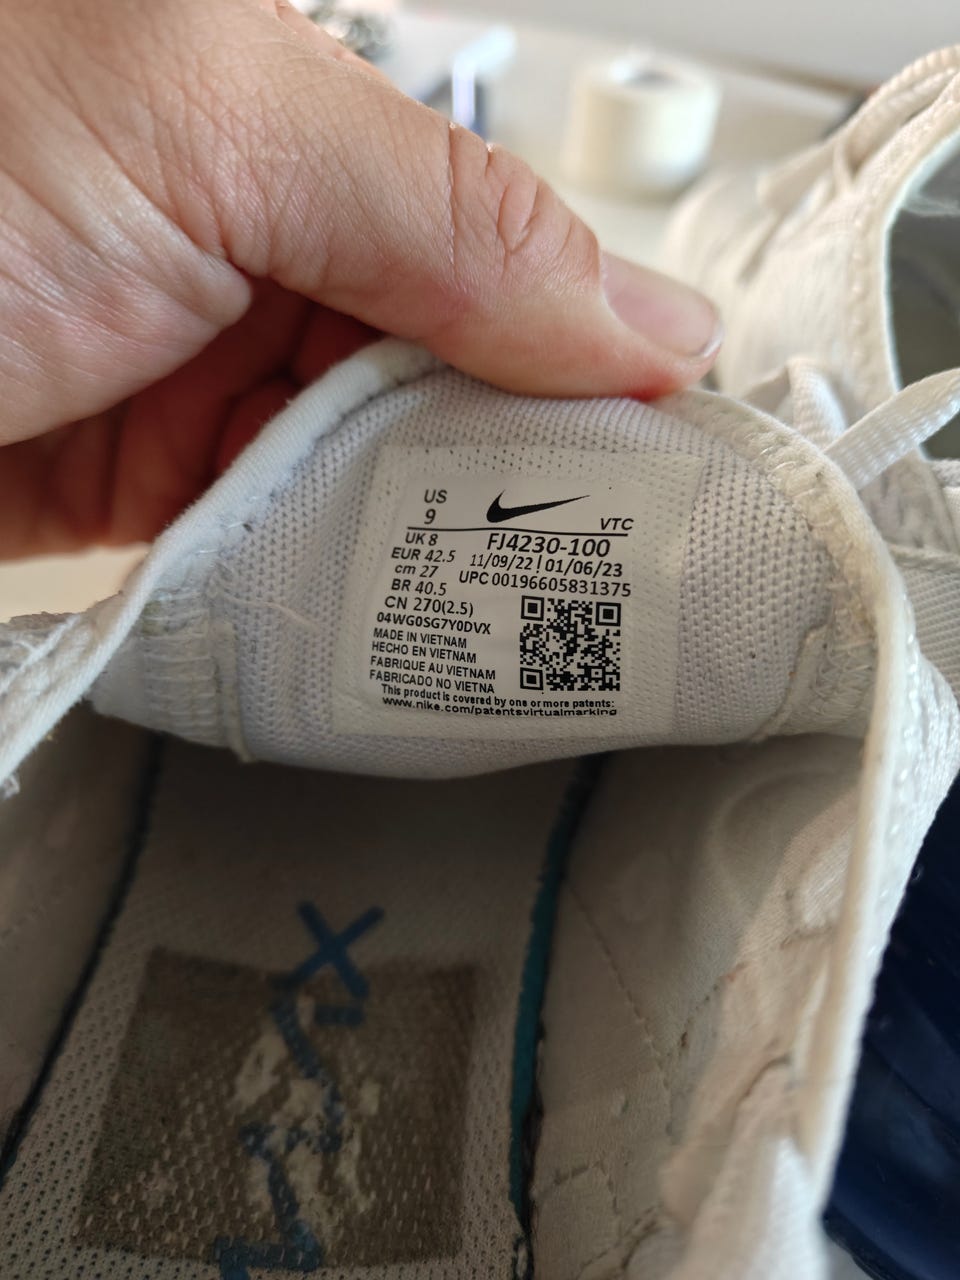 US
9
VTC
UK 8
FJ4230-100
EUR 42.5
11/09/22 | 01/06/23
cm 27
UPC 00196605831375
BR 40.5
CN 270(2.5)
04WG0SG7Y0DVX
MADE IN VIETNAM
HECHO EN VIETNAM
FABRIQUE AU VIETNAM
FABRICADO NO VIETNA
This product is covered by one or more patents:
www.nike.com/patentsvirtualmarking